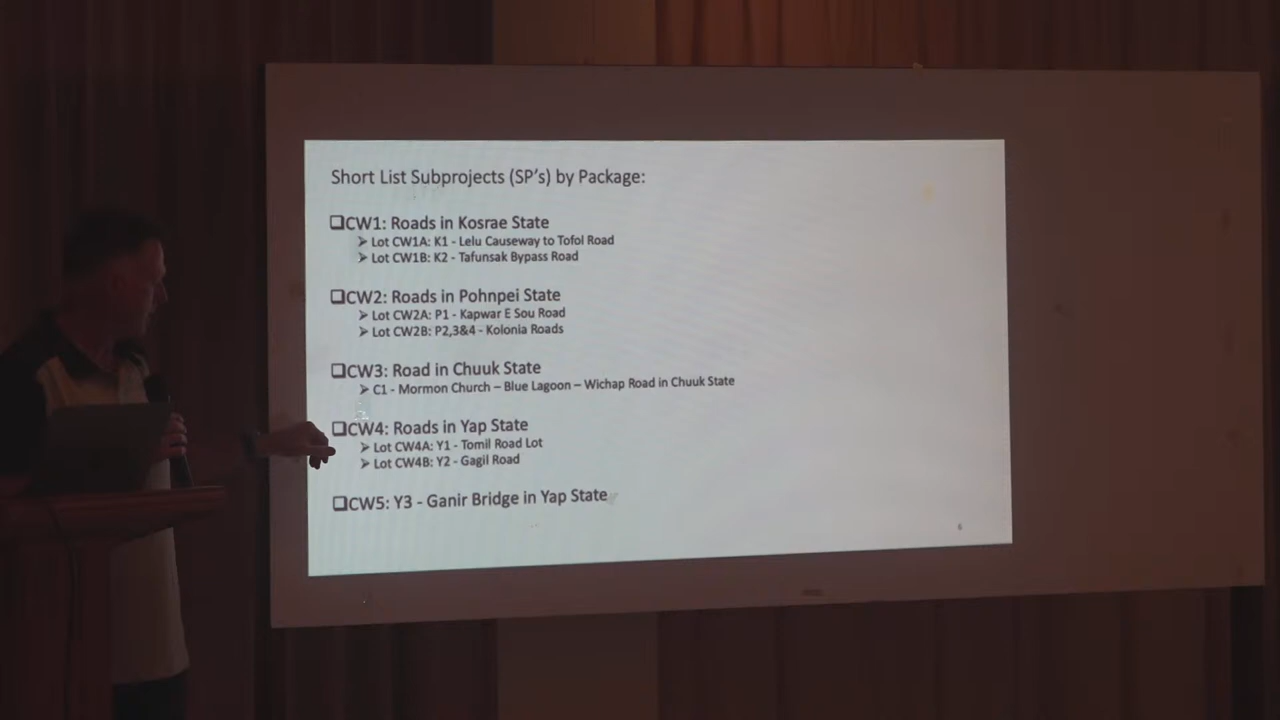 Short List Subprojects (SP's) by Package:
❑CW1: Roads in Kosrae State
➢ Lot CW1A: K1 - Lelu Causeway to Tofol Road
➢ Lot CW1B: K2 - Tafunsak Bypass Road
❑CW2: Roads in Pohnpei State
➢ Lot CW2A: P1 - Kapwar E Sou Road
➢ Lot CW2B: P2,3&4 - Kolonia Roads
❑CW3: Road in Chuuk State
➢ C1 - Mormon Church – Blue Lagoon – Wichap Road in Chuuk State
❑CW4: Roads in Yap State
➢ Lot CW4A: Y1 - Tomil Road Lot
➢ Lot CW4B: Y2 - Gagil Road
❑CW5: Y3 - Ganir Bridge in Yap State
6